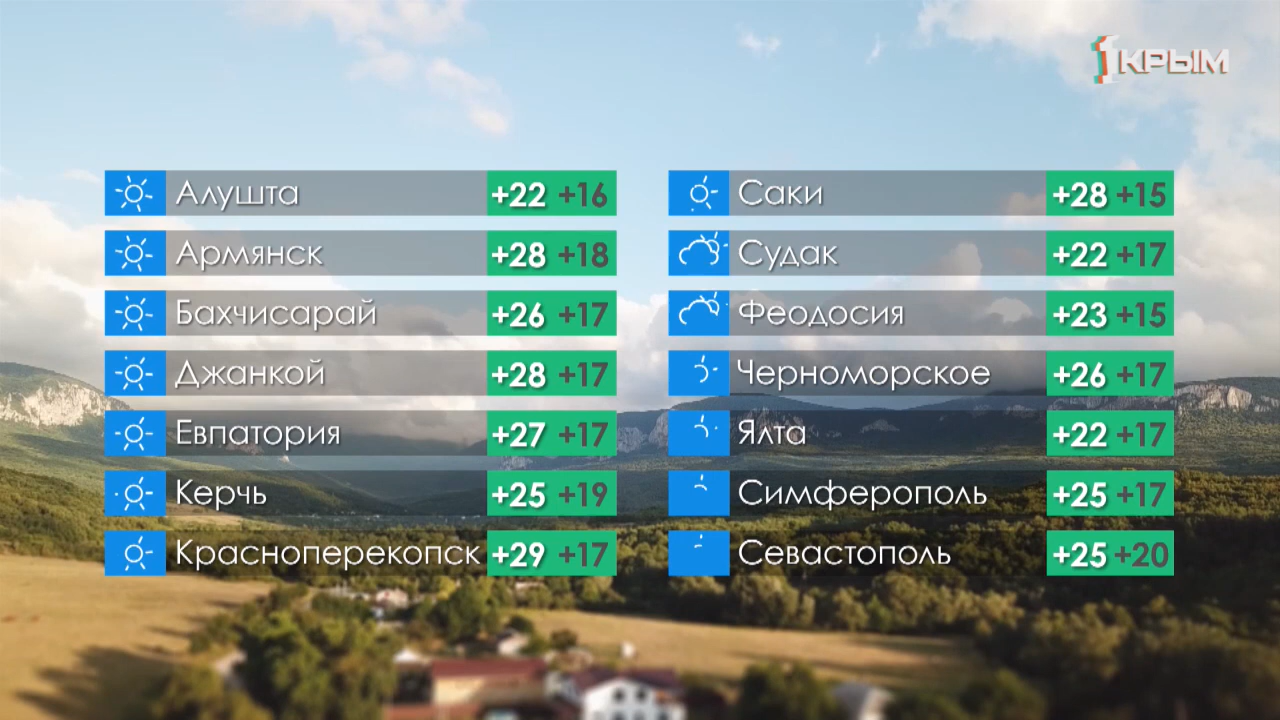 1 КРЫМ
Алушта +22 +16
Армянск +28 +18
Бахчисарай +26 +17
Джанкой +28 +17
Евпатория +27 +17
Керчь +25 +19
Красноперекопск +29 +17
Саки +28 +15
Судак +22 +17
Феодосия +23 +15
Черноморское +26 +17
Ялта +22 +17
Симферополь +25 +17
Севастополь +25 +20